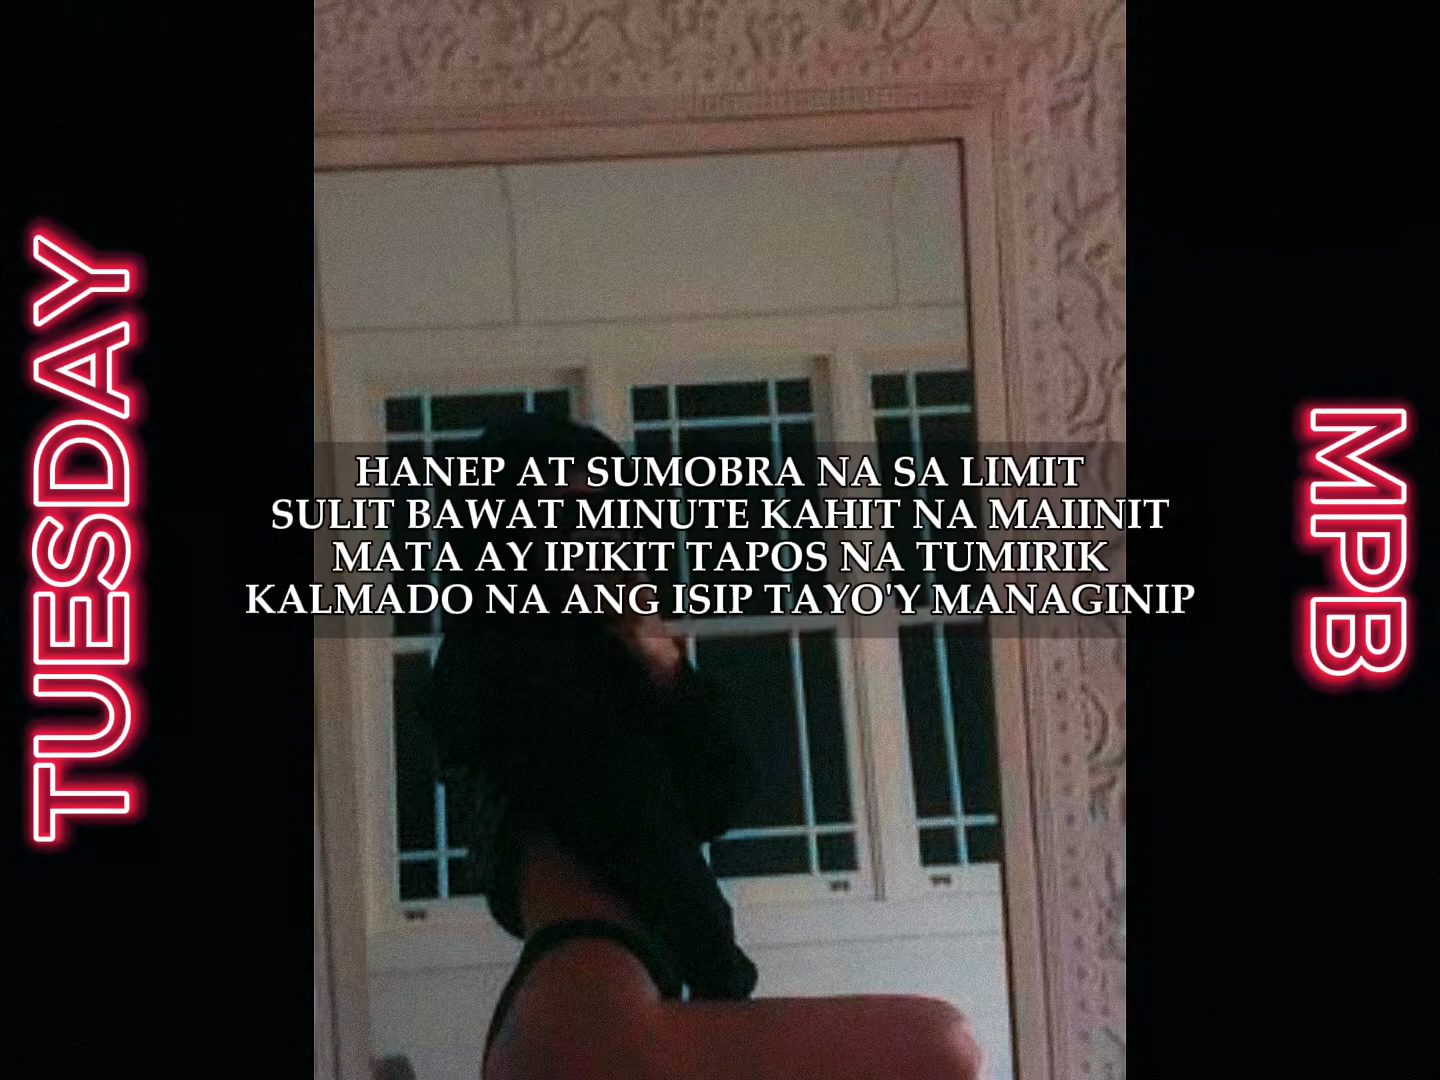 TUESDAY
HANEP AT SUMOBRA NA SA LIMIT
SULIT BAWAT MINUTE KAHIT NA MAIINIT
MATA AY IPIKIT TAPOS NA TUMIRIK
KALMADO NA ANG ISIP TAYO'Y MANAGINIP
MPB